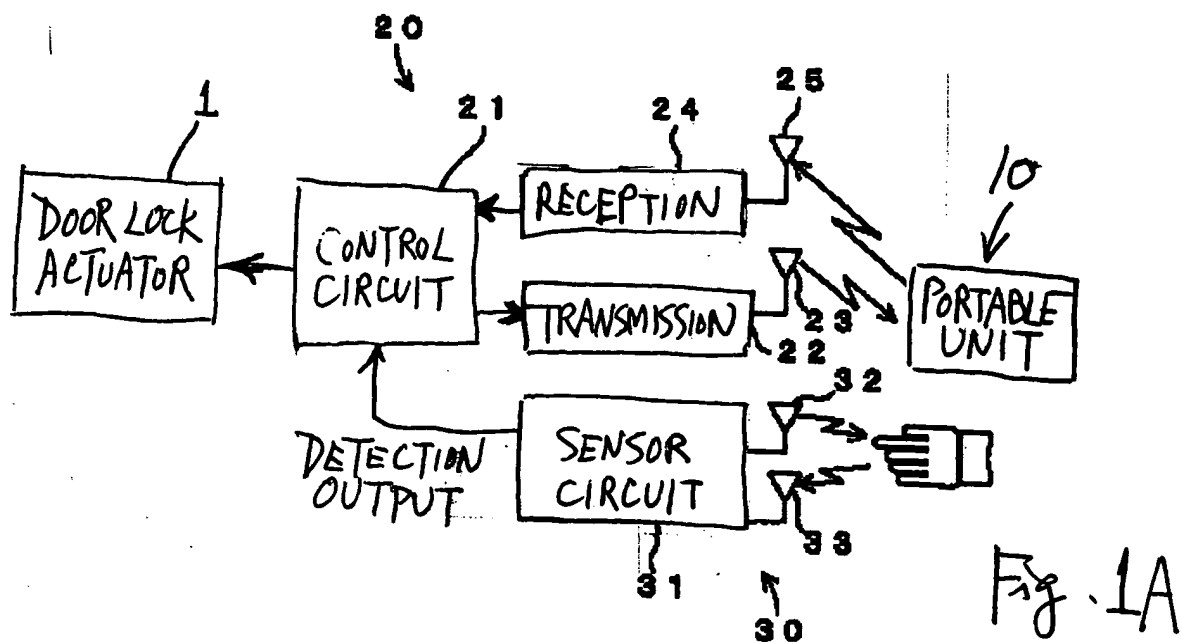 20
1
21
24
25
10
DOOR LOCK
ACTUATOR
CONTROL
CIRCUIT
RECEPTION
TRANSMISSION
23
22
PORTABLE
UNIT
32
DETECTION
OUTPUT
SENSOR
CIRCUIT
33
31
30
Fig. 1A